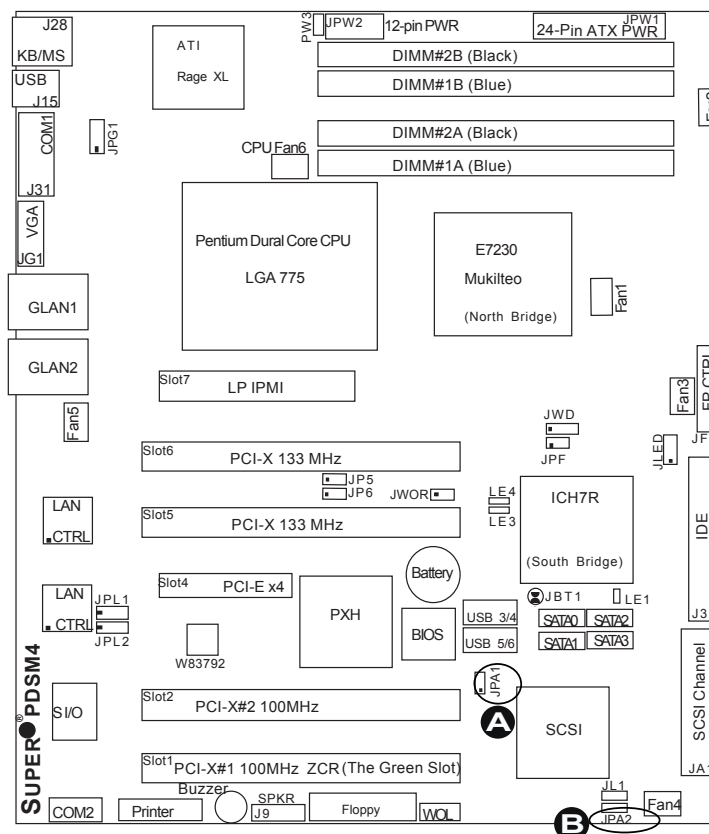 J28
KB/MS
USB
J15
COM1
J31
VGA
JG1
GLAN1
GLAN2
Fan5
ATI
Rage XL
JPG1
PW3
JPW2
12-pin PWR
JPW1
24-Pin ATX PWR
DIMM#2B (Black)
DIMM#1B (Blue)
DIMM#2A (Black)
DIMM#1A (Blue)
CPU Fan6
Pentium Dural Core CPU
LGA 775
E7230
Mukilteo
(North Bridge)
Fan1
Slot7
LP IPMI
Fan3
FP CTRL
JF
JWD
JPF
JLED
Slot6
PCI-X 133 MHz
JP5
JP6
JWOR
LE4
LE3
ICH7R
(South Bridge)
IDE
J3
LAN
CTRL
Slot5
PCI-X 133 MHz
Slot4
PCI-E x4
PXH
Battery
BIOS
JBT1
LE1
USB 3/4
USB 5/6
SATA0
SATA2
SATA1
SATA3
LAN
CTRL
JPL1
JPL2
W83792
JPA1
A
SCSI
SCSI Channel
JA1
SUPER® PDSM4
SI/O
Slot2
PCI-X#2 100MHz
Slot1
PCI-X#1 100MHz ZCR (The Green Slot)
Buzzer
COM2
Printer
SPKR
J9
Floppy
WOL
JL1
JPA2
B
Fan4